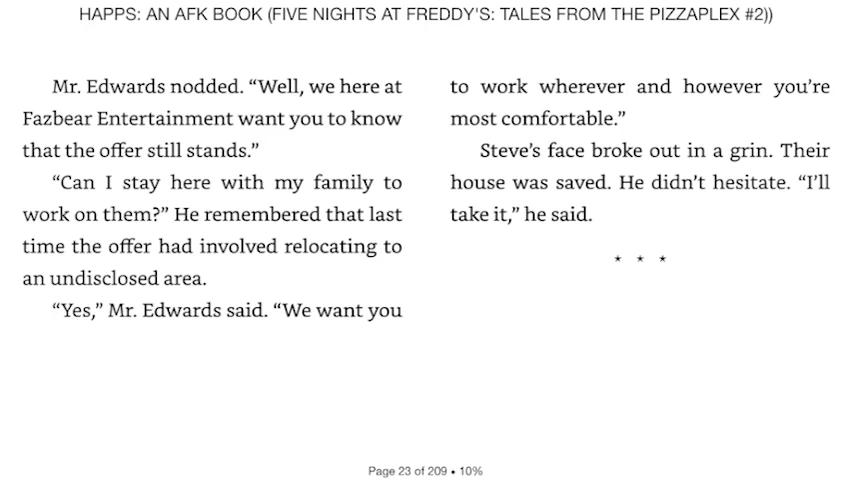 HAPPS: AN AFK BOOK (FIVE NIGHTS AT FREDDY'S: TALES FROM THE PIZZAPLEX #2))
Mr. Edwards nodded. “Well, we here at
Fazbear Entertainment want you to know
that the offer still stands.”
“Can I stay here with my family to
work on them?” He remembered that last
time the offer had involved relocating to
an undisclosed area.
“Yes,” Mr. Edwards said. “We want you
to work wherever and however you’re
most comfortable.”
Steve’s face broke out in a grin. Their
house was saved. He didn’t hesitate. “I’ll
take it,” he said.
* * *
Page 23 of 209 • 10%